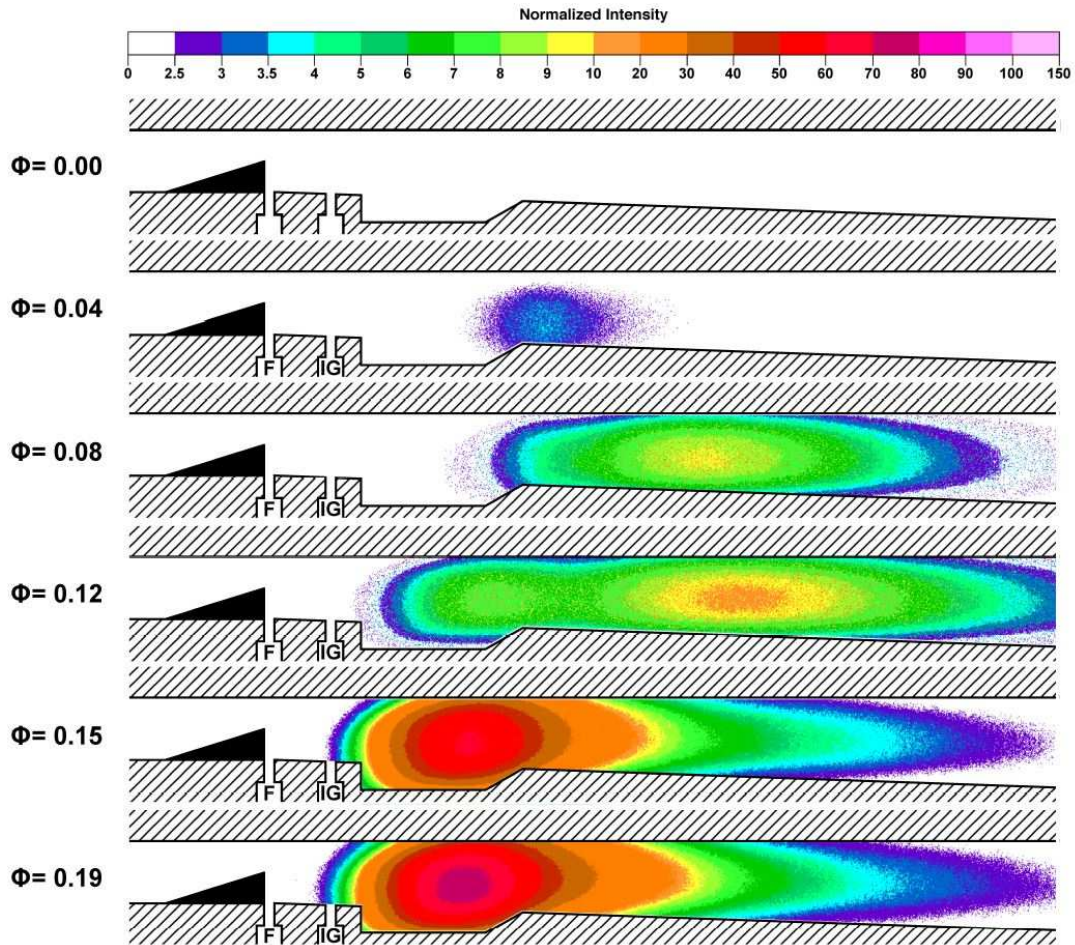 Normalized Intensity
0 2.5 3 3.5 4 5 6 7 8 9 10 20 30 40 50 60 70 80 90 100 150
Φ= 0.00
Φ= 0.04
F IG
Φ= 0.08
F IG
Φ= 0.12
F IG
Φ= 0.15
F IG
Φ= 0.19
F IG